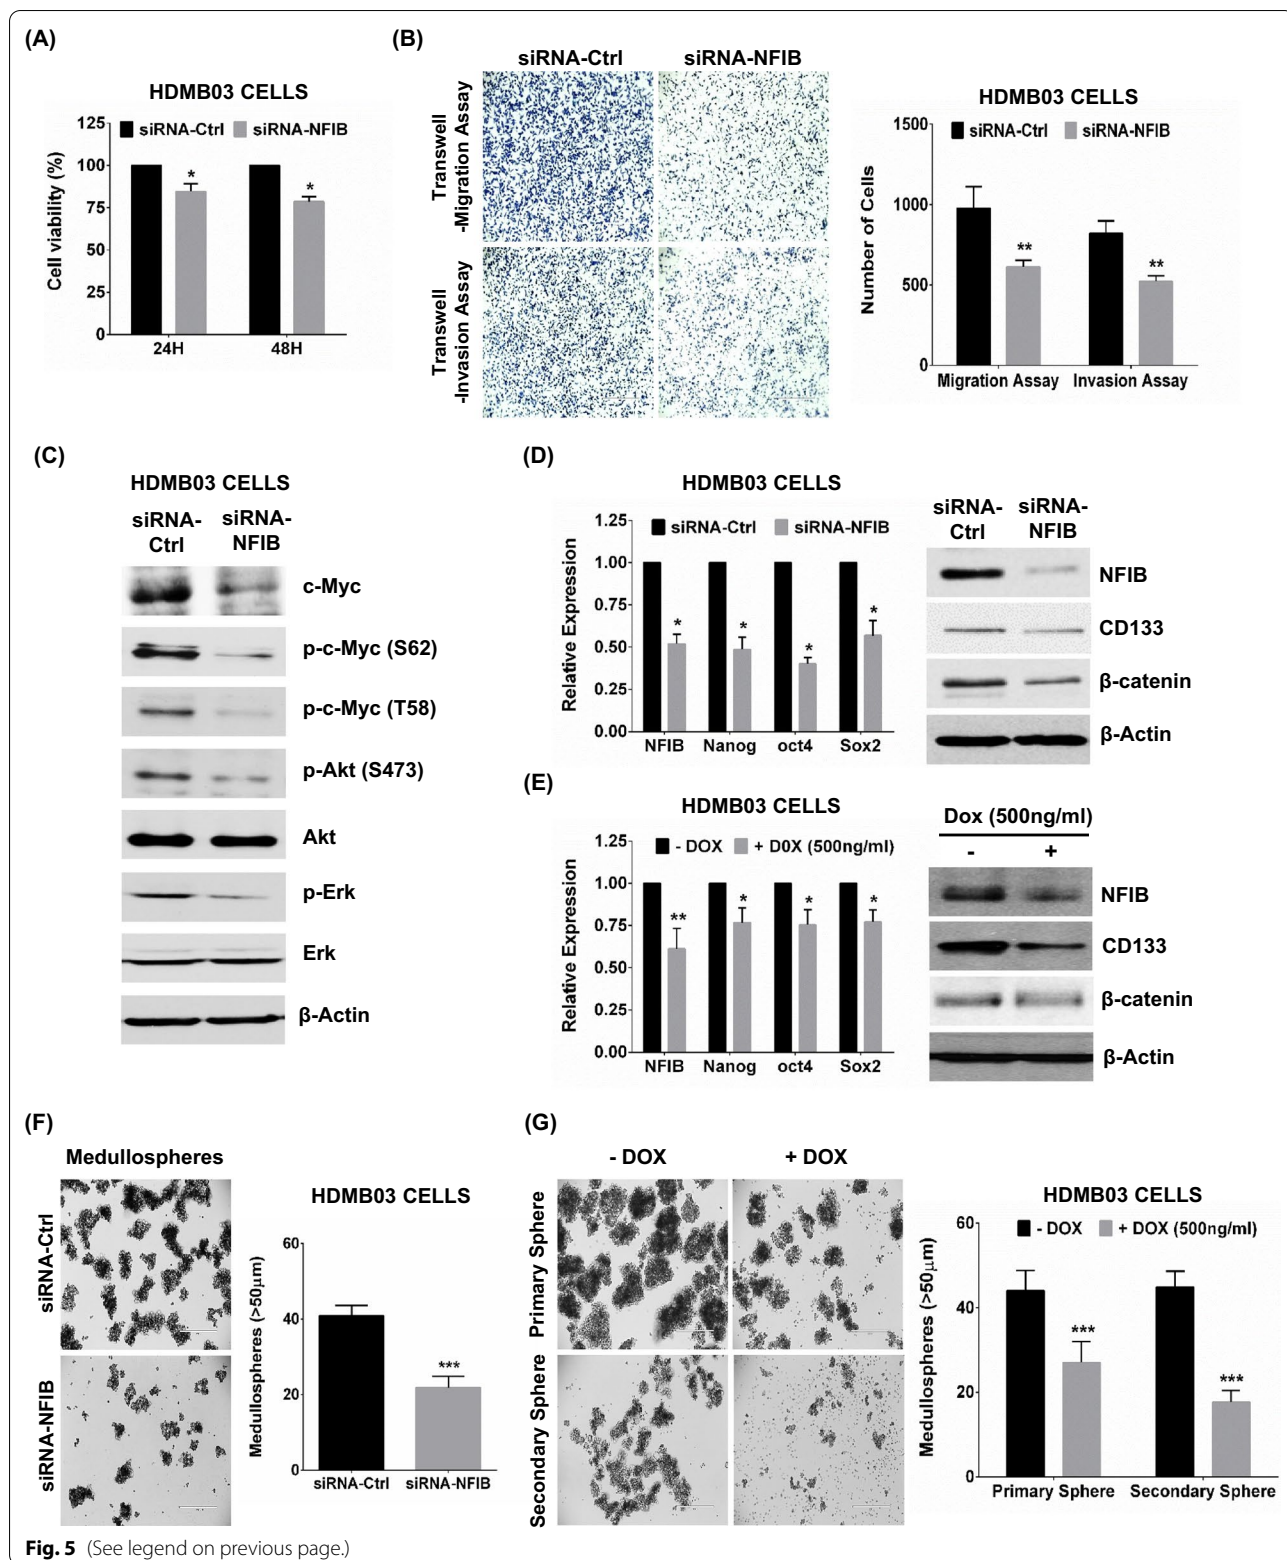 (A)
HDMB03 CELLS
siRNA-Ctrl siRNA-NFIB
Cell viability (%)
125
100
75
50
25
0
* *
24H 48H
(B)
siRNA-Ctrl siRNA-NFIB
Transwell
-Migration Assay
Transwell
-Invasion Assay
HDMB03 CELLS
siRNA-Ctrl siRNA-NFIB
Number of Cells
1500
1000
500
0
** **
Migration Assay Invasion Assay
(C)
HDMB03 CELLS
siRNA-
Ctrl
siRNA-
NFIB
c-Myc
p-c-Myc (S62)
p-c-Myc (T58)
p-Akt (S473)
Akt
p-Erk
Erk
β-Actin
(D)
HDMB03 CELLS
siRNA-Ctrl siRNA-NFIB
Relative Expression
1.25
1.00
0.75
0.50
0.25
0.00
* * * *
NFIB Nanog oct4 Sox2
siRNA-
Ctrl
siRNA-
NFIB
NFIB
CD133
β-catenin
β-Actin
(E)
HDMB03 CELLS
- DOX + D0X (500ng/ml)
Relative Expression
1.25
1.00
0.75
0.50
0.25
0.00
** * * *
NFIB Nanog oct4 Sox2
Dox (500ng/ml)
- +
NFIB
CD133
β-catenin
β-Actin
(F)
Medullospheres
siRNA-Ctrl
siRNA-NFIB
HDMB03 CELLS
Medullospheres (>50μm)
60
40
20
0
***
siRNA-Ctrl siRNA-NFIB
(G)
- DOX + DOX
Primary Sphere
Secondary Sphere
HDMB03 CELLS
- DOX + DOX (500ng/ml)
Medullospheres (>50μm)
60
40
20
0
*** ***
Primary Sphere Secondary Sphere
Fig. 5 (See legend on previous page.)